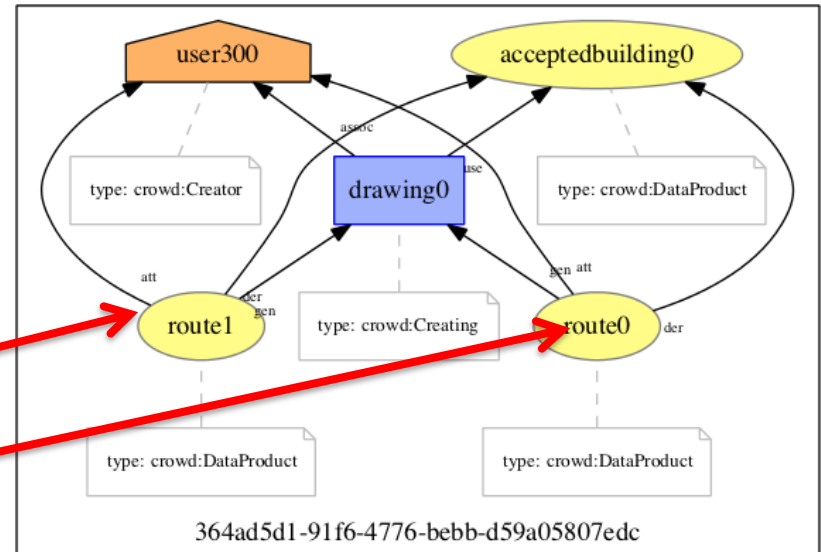 user300
acceptedbuilding0
assoc
type: crowd:Creator
drawing0
use
type: crowd:DataProduct
att
gen
att
der
gen
route1
type: crowd:Creating
route0
der
type: crowd:DataProduct
type: crowd:DataProduct
364ad5d1-91f6-4776-bebb-d59a05807edc